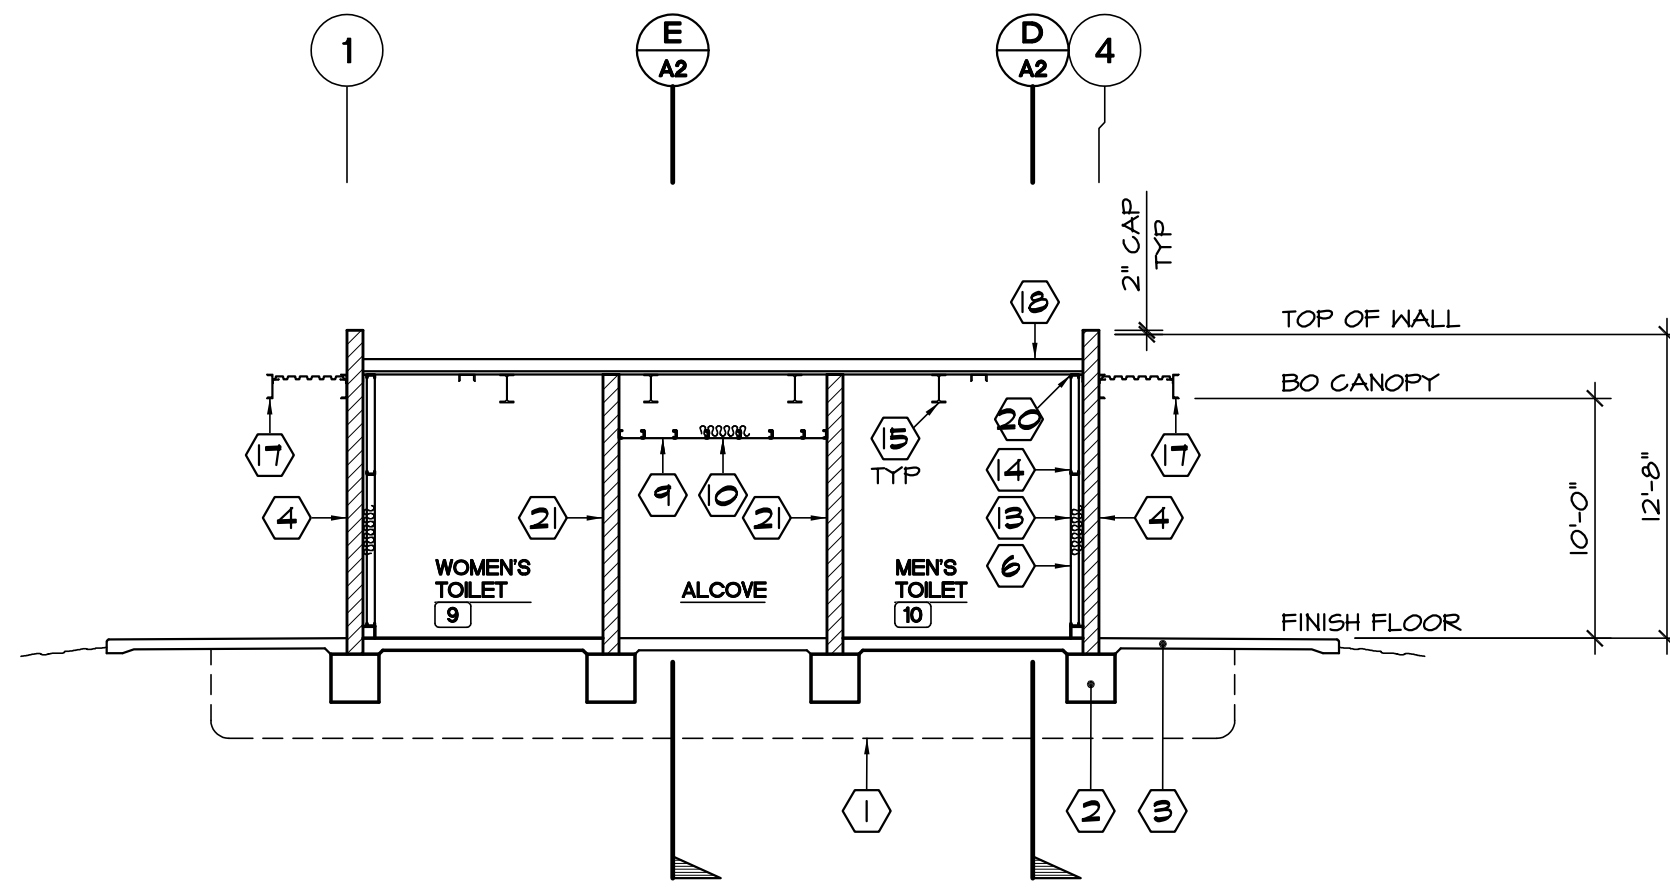 1
E
A2
D
A2
4
2" CAP
TYP
18
TOP OF WALL
BO CANOPY
17
20
15
TYP
17
14
9
10
4
21
21
13
4
10'-0"
12'-8"
6
WOMEN'S
TOILET
9
ALCOVE
MEN'S
TOILET
10
FINISH FLOOR
1
2
3